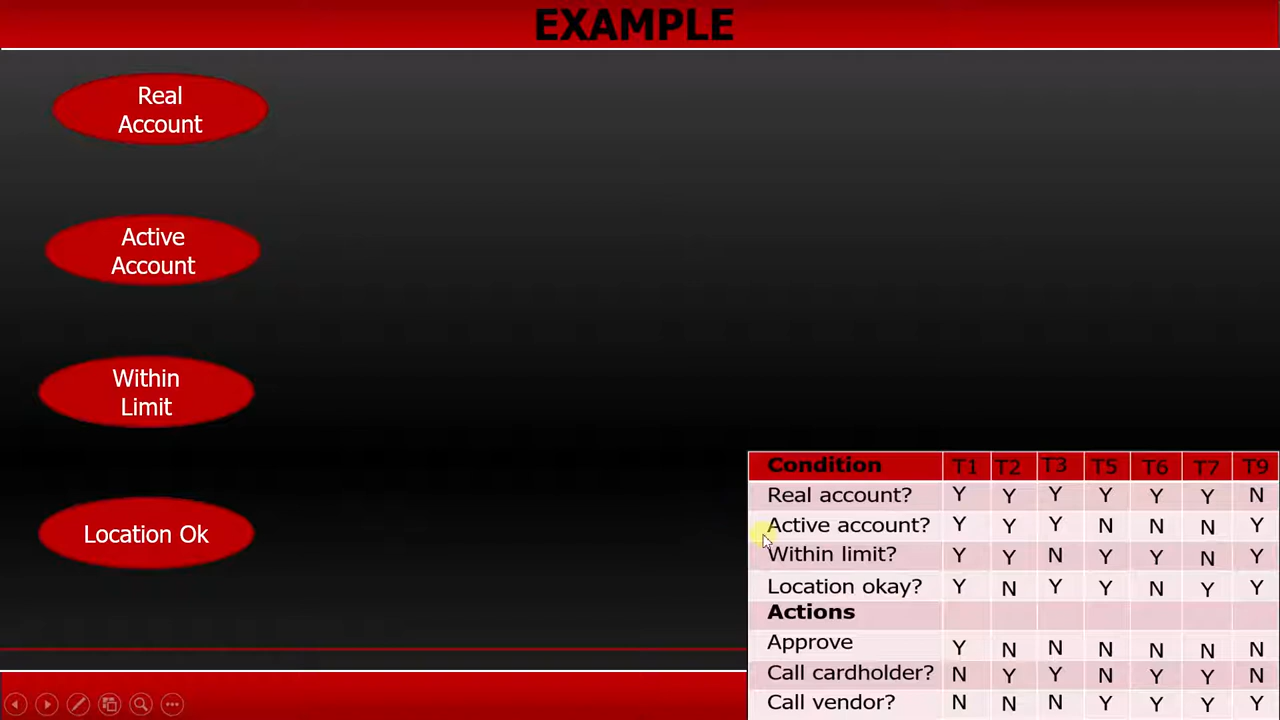 EXAMPLE
Real
Account
Active
Account
Within
Limit
Location Ok
Condition T1 T2 T3 T5 T6 T7 T9
Real account? Y Y Y Y Y Y N
Active account? Y Y Y N N N Y
Within limit? Y Y N Y Y N Y
Location okay? Y N Y Y N Y Y
Actions
Approve Y N N N N N N
Call cardholder? N Y Y N Y Y N
Call vendor? N N N Y Y Y Y